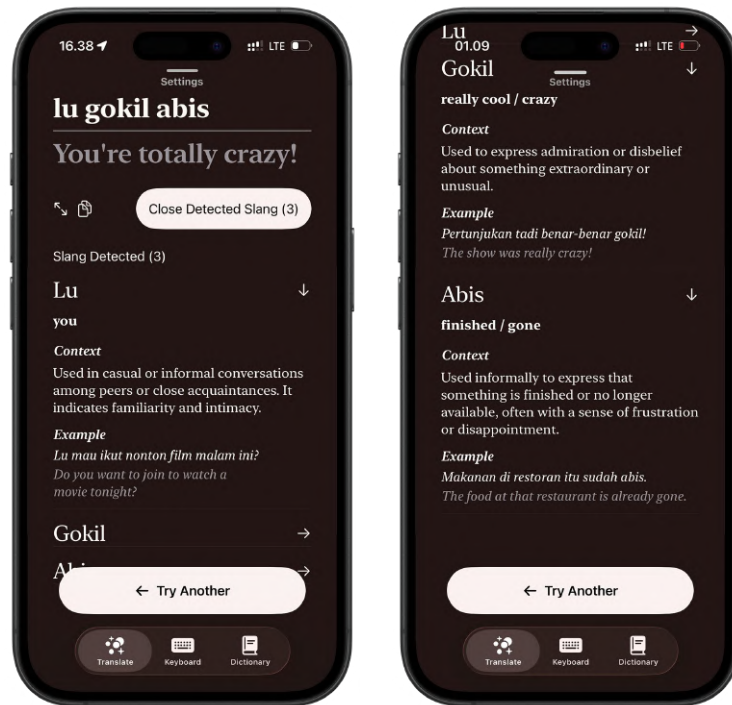 16.38
LTE
Settings
lu gokil abis
You're totally crazy!
Close Detected Slang (3)
Slang Detected (3)
Lu
you
Context
Used in casual or informal conversations
among peers or close acquaintances. It
indicates familiarity and intimacy.
Example
Lu mau ikut nonton film malam ini?
Do you want to join to watch a
movie tonight?
Gokil
← Try Another
Translate
Keyboard
Dictionary
Lu
01.09
LTE
Gokil
Settings
really cool / crazy
Context
Used to express admiration or disbelief
about something extraordinary or
unusual.
Example
Pertunjukan tadi benar-benar gokil!
The show was really crazy!
Abis
finished / gone
Context
Used informally to express that
something is finished or no longer
available, often with a sense of frustration
or disappointment.
Example
Makanan di restoran itu sudah abis.
The food at that restaurant is already gone.
← Try Another
Translate
Keyboard
Dictionary